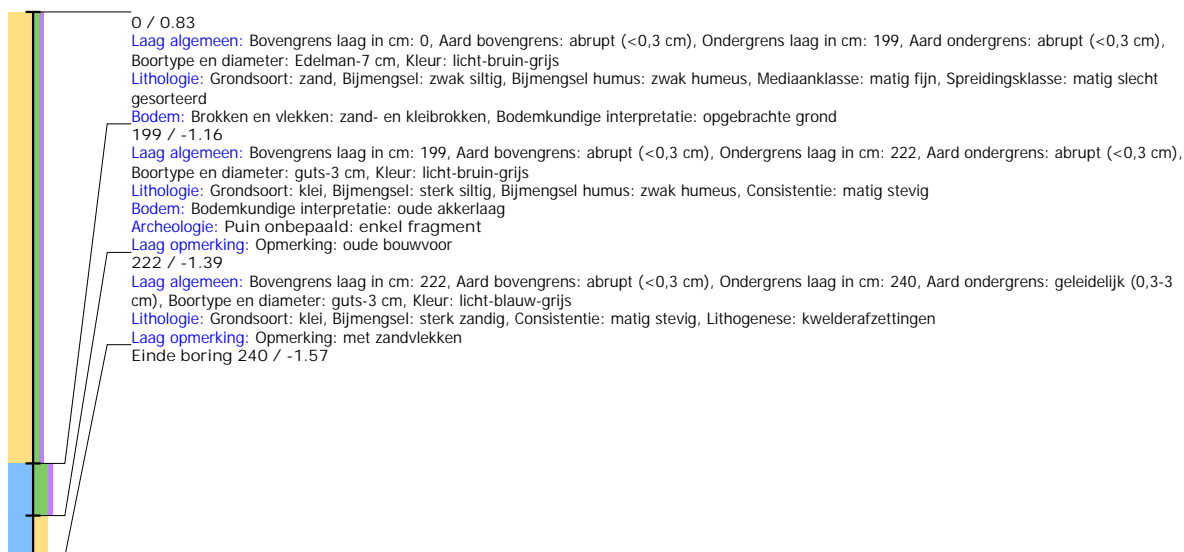 0 / 0.83
Laag algemeen: Bovengrens laag in cm: 0, Aard bovengrens: abrupt (<0,3 cm), Ondergrens laag in cm: 199, Aard ondergrens: abrupt (<0,3 cm),
Boortype en diameter: Edelman-7 cm, Kleur: licht-bruin-grijs
Lithologie: Grondsoort: zand, Bijmengsel: zwak siltig, Bijmengsel humus: zwak humeus, Mediaanklasse: matig fijn, Spreidingsklasse: matig slecht
gesorteerd
Bodem: Brokken en vlekken: zand- en kleibrokken, Bodemkundige interpretatie: opgebrachte grond
199 / -1.16
Laag algemeen: Bovengrens laag in cm: 199, Aard bovengrens: abrupt (<0,3 cm), Ondergrens laag in cm: 222, Aard ondergrens: abrupt (<0,3 cm),
Boortype en diameter: guts-3 cm, Kleur: licht-bruin-grijs
Lithologie: Grondsoort: klei, Bijmengsel: sterk siltig, Bijmengsel humus: zwak humeus, Consistentie: matig stevig
Bodem: Bodemkundige interpretatie: oude akkerlaag
Archeologie: Puin onbepaald: enkel fragment
Laag opmerking: Opmerking: oude bouwvoor
222 / -1.39
Laag algemeen: Bovengrens laag in cm: 222, Aard bovengrens: abrupt (<0,3 cm), Ondergrens laag in cm: 240, Aard ondergrens: geleidelijk (0,3-3
cm), Boortype en diameter: guts-3 cm, Kleur: licht-blauw-grijs
Lithologie: Grondsoort: klei, Bijmengsel: sterk zandig, Consistentie: matig stevig, Lithogenese: kwelderafzettingen
Laag opmerking: Opmerking: met zandvlekken
Einde boring 240 / -1.57